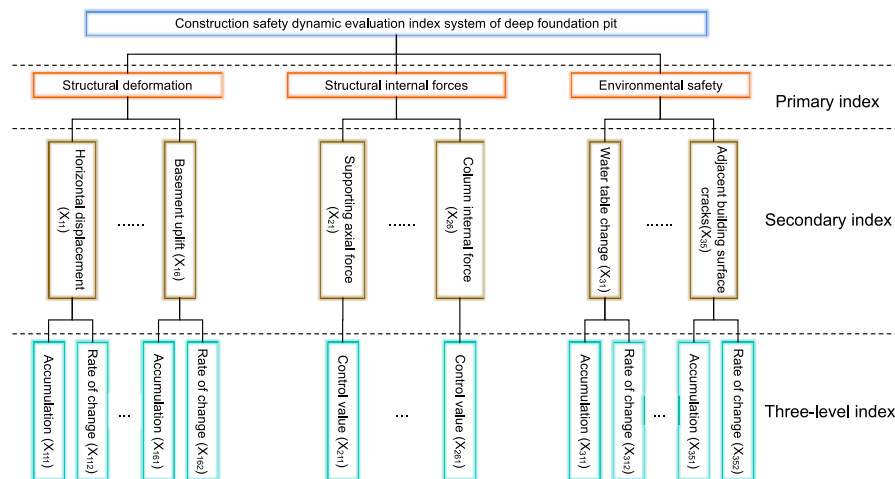 Construction safety dynamic evaluation index system of deep foundation pit
Structural deformation
Structural internal forces
Environmental safety
Primary index
Horizontal displacement
(X₁₁)
......
Basement uplift (X₁₆)
Supporting axial force
(X₂₁)
......
Column internal force
(X₂₆)
Water table change (X₃₁)
......
Adjacent building surface
cracks(X₃₅)
Secondary index
Accumulation (X₁₁₁)
Rate of change (X₁₁₂)
...
Accumulation (X₁₆₁)
Rate of change (X₁₆₂)
Control value (X₂₁₁)
...
Control value (X₂₆₁)
Accumulation (X₃₁₁)
Rate of change (X₃₁₂)
...
Accumulation (X₃₅₁)
Rate of change (X₃₅₂)
Three-level index